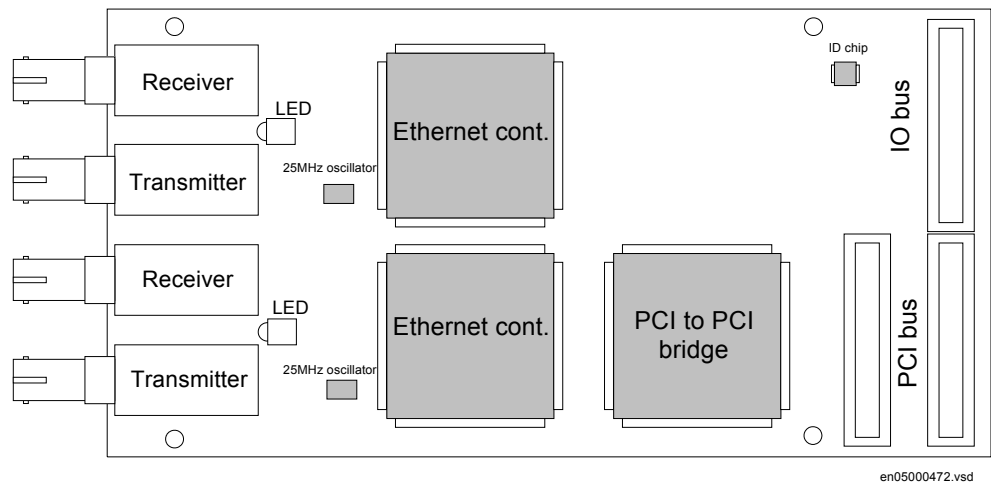 ID chip
Receiver
LED
Ethernet cont.
IO bus
25MHz oscillator
Transmitter
Receiver
LED
Ethernet cont.
PCI to PCI
bridge
PCI bus
25MHz oscillator
Transmitter
en05000472.vsd